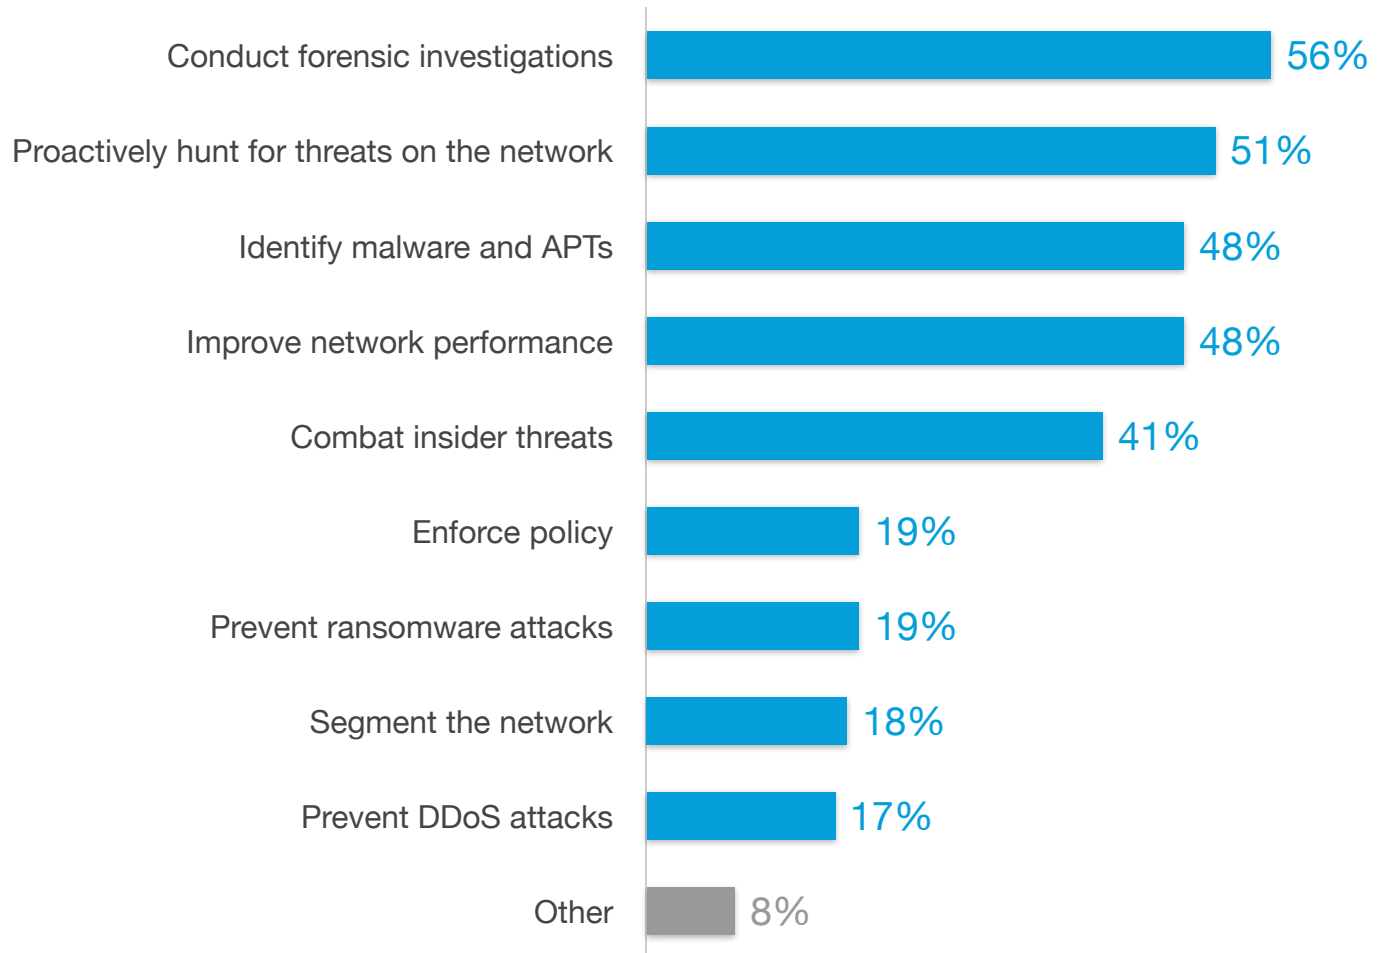 Conduct forensic investigations 56%
Proactively hunt for threats on the network 51%
Identify malware and APTs 48%
Improve network performance 48%
Combat insider threats 41%
Enforce policy 19%
Prevent ransomware attacks 19%
Segment the network 18%
Prevent DDoS attacks 17%
Other 8%